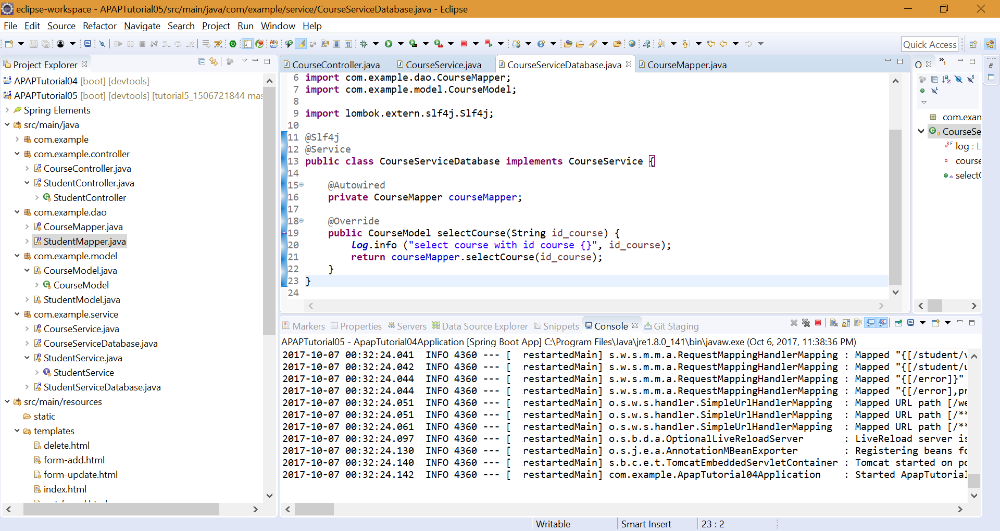 eclipse-workspace - APAPTutorial05/src/main/java/com/example/service/CourseServiceDatabase.java - Eclipse
File Edit Source Refactor Navigate Search Project Run Window Help
Quick Access
Project Explorer
APAPTutorial04 [boot] [devtools]
APAPTutorial05 [boot] [devtools] [tutorial5_1506721844 mas
Spring Elements
src/main/java
com.example
com.example.controller
CourseController.java
StudentController.java
StudentController
com.example.dao
CourseMapper.java
StudentMapper.java
com.example.model
CourseModel.java
CourseModel
StudentModel.java
com.example.service
CourseService.java
CourseServiceDatabase.java
StudentService.java
StudentService
StudentServiceDatabase.java
src/main/resources
static
templates
delete.html
form-add.html
form-update.html
index.html
CourseController.java CourseService.java CourseServiceDatabase.java CourseMapper.java
6 import com.example.dao.CourseMapper;
7 import com.example.model.CourseModel;
8
9 import lombok.extern.slf4j.Slf4j;
10
11 @Slf4j
12 @Service
13 public class CourseServiceDatabase implements CourseService {
14
15 @Autowired
16 private CourseMapper courseMapper;
17
18 @Override
19 public CourseModel selectCourse(String id_course) {
20 log.info ("select course with id course {}", id_course);
21 return courseMapper.selectCourse(id_course);
22 }
23 }
24
O
com.exan
CourseSe
log : L
course
select
Markers Properties Servers Data Source Explorer Snippets Console Git Staging
APAPTutorial05 - ApapTutorial04Application [Spring Boot App] C:\Program Files\Java\jre1.8.0_141\bin\javaw.exe (Oct 6, 2017, 11:38:36 PM)
2017-10-07 00:32:24.041 INFO 4360 --- [ restartedMain] s.w.s.m.m.a.RequestMappingHandlerMapping : Mapped "{[/student/v
2017-10-07 00:32:24.042 INFO 4360 --- [ restartedMain] s.w.s.m.m.a.RequestMappingHandlerMapping : Mapped "{[/student/u
2017-10-07 00:32:24.044 INFO 4360 --- [ restartedMain] s.w.s.m.m.a.RequestMappingHandlerMapping : Mapped "{[/error]}"
2017-10-07 00:32:24.044 INFO 4360 --- [ restartedMain] s.w.s.m.m.a.RequestMappingHandlerMapping : Mapped "{[/error],pr
2017-10-07 00:32:24.051 INFO 4360 --- [ restartedMain] o.s.w.s.handler.SimpleUrlHandlerMapping : Mapped URL path [/we
2017-10-07 00:32:24.051 INFO 4360 --- [ restartedMain] o.s.w.s.handler.SimpleUrlHandlerMapping : Mapped URL path [/**
2017-10-07 00:32:24.061 INFO 4360 --- [ restartedMain] o.s.w.s.handler.SimpleUrlHandlerMapping : Mapped URL path [/**
2017-10-07 00:32:24.097 INFO 4360 --- [ restartedMain] o.s.b.d.a.OptionalLiveReloadServer : LiveReload server is
2017-10-07 00:32:24.130 INFO 4360 --- [ restartedMain] o.s.j.e.a.AnnotationMBeanExporter : Registering beans fo
2017-10-07 00:32:24.140 INFO 4360 --- [ restartedMain] s.b.c.e.t.TomcatEmbeddedServletContainer : Tomcat started on po
2017-10-07 00:32:24.142 INFO 4360 --- [ restartedMain] com.example.ApapTutorial04Application : Started ApapTutorial
Writable Smart Insert 23 : 2